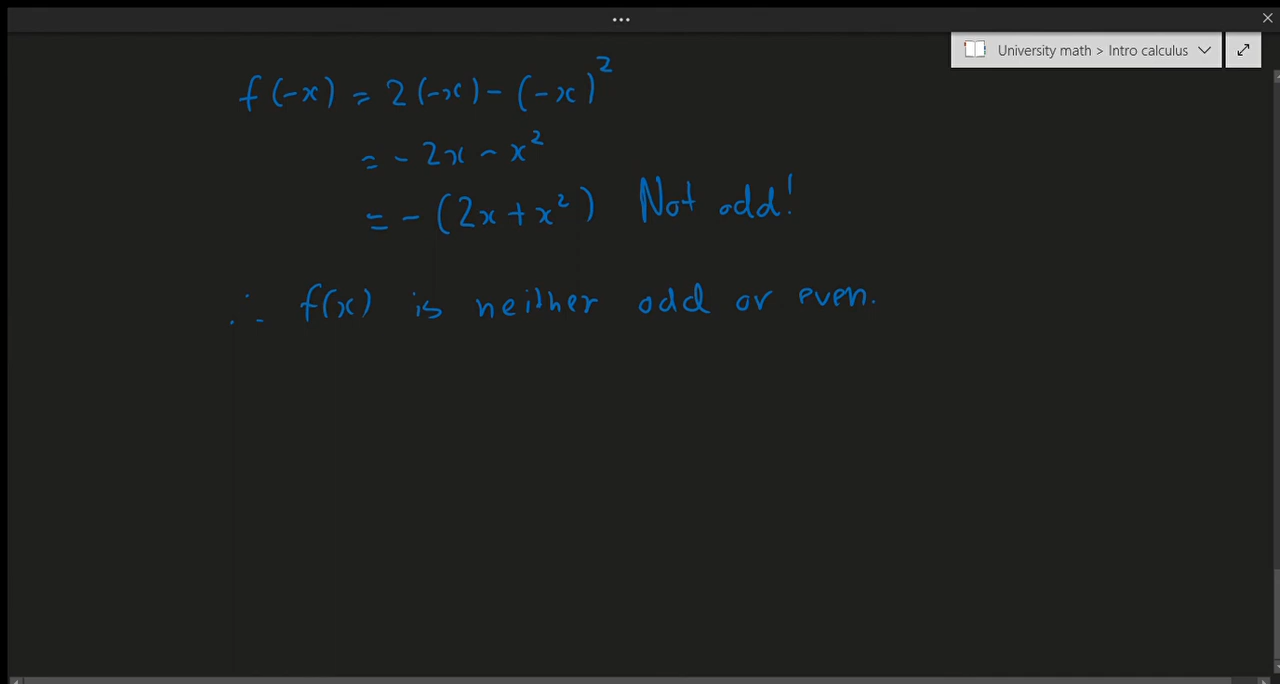 ...
University math > Intro calculus
f(-x) = 2(-x) - (-x)²
= -2x - x²
= -(2x + x²) Not odd!
∴ f(x) is neither odd or even.